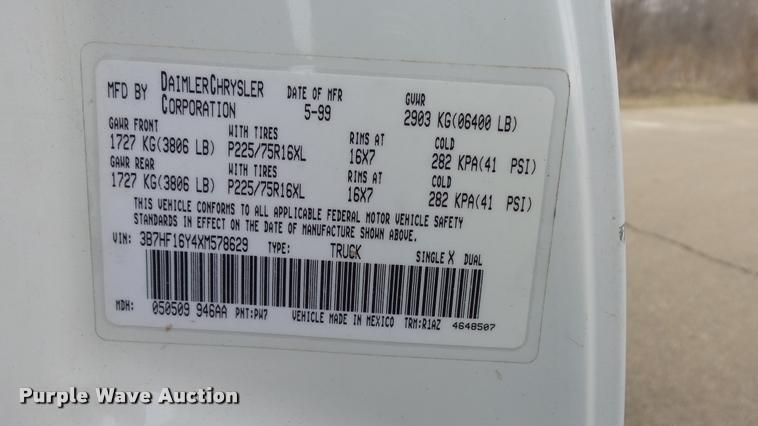 MFD BY DAIMLERCHRYSLER CORPORATION DATE OF MFR 5-99 GVWR 2903 KG(06400 LB)
GAWR FRONT WITH TIRES RIMS AT COLD
1727 KG(3806 LB) P225/75R16XL 16X7 282 KPA(41 PSI)
GAWR REAR WITH TIRES RIMS AT COLD
1727 KG(3806 LB) P225/75R16XL 16X7 282 KPA(41 PSI)
THIS VEHICLE CONFORMS TO ALL APPLICABLE FEDERAL MOTOR VEHICLE SAFETY
STANDARDS IN EFFECT ON THE DATE OF MANUFACTURE SHOWN ABOVE.
VIN: 3B7HF16Y4XM578629 TYPE: TRUCK SINGLE X DUAL
MDH: 050509 946AA PNT:PW7 VEHICLE MADE IN MEXICO TRM:R1AZ 4648507
Purple Wave Auction